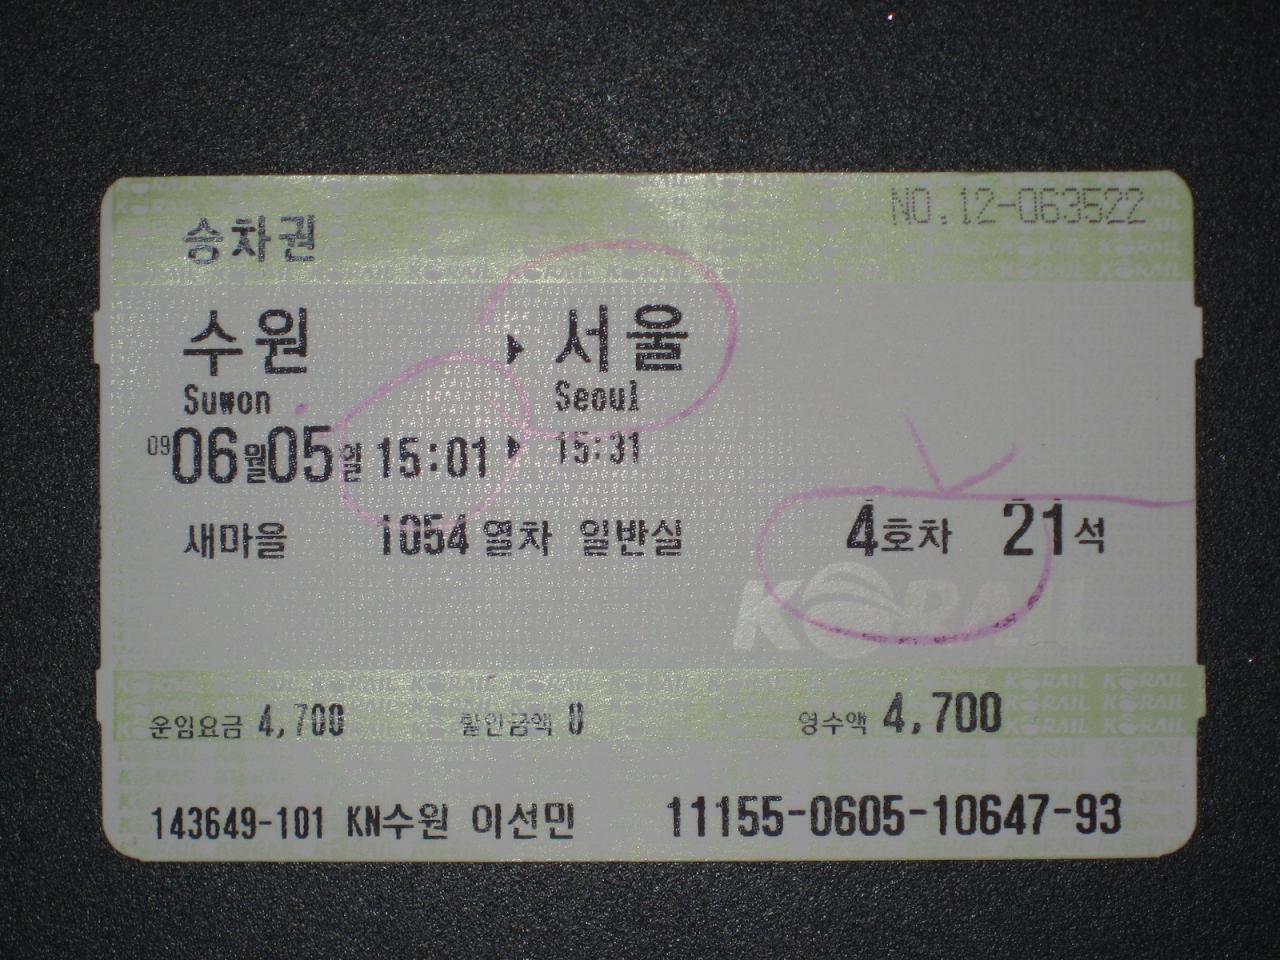 NO.12-063522
승차권
수원 ▶ 서울
Suwon Seoul
09 06월05일 15:01 ▶ 15:31
새마을 1054 열차 일반실 4호차 21석
KORAIL
운임요금 4,700 할인금액 0 영수액 4,700
143649-101 KN수원 이선민 11155-0605-10647-93